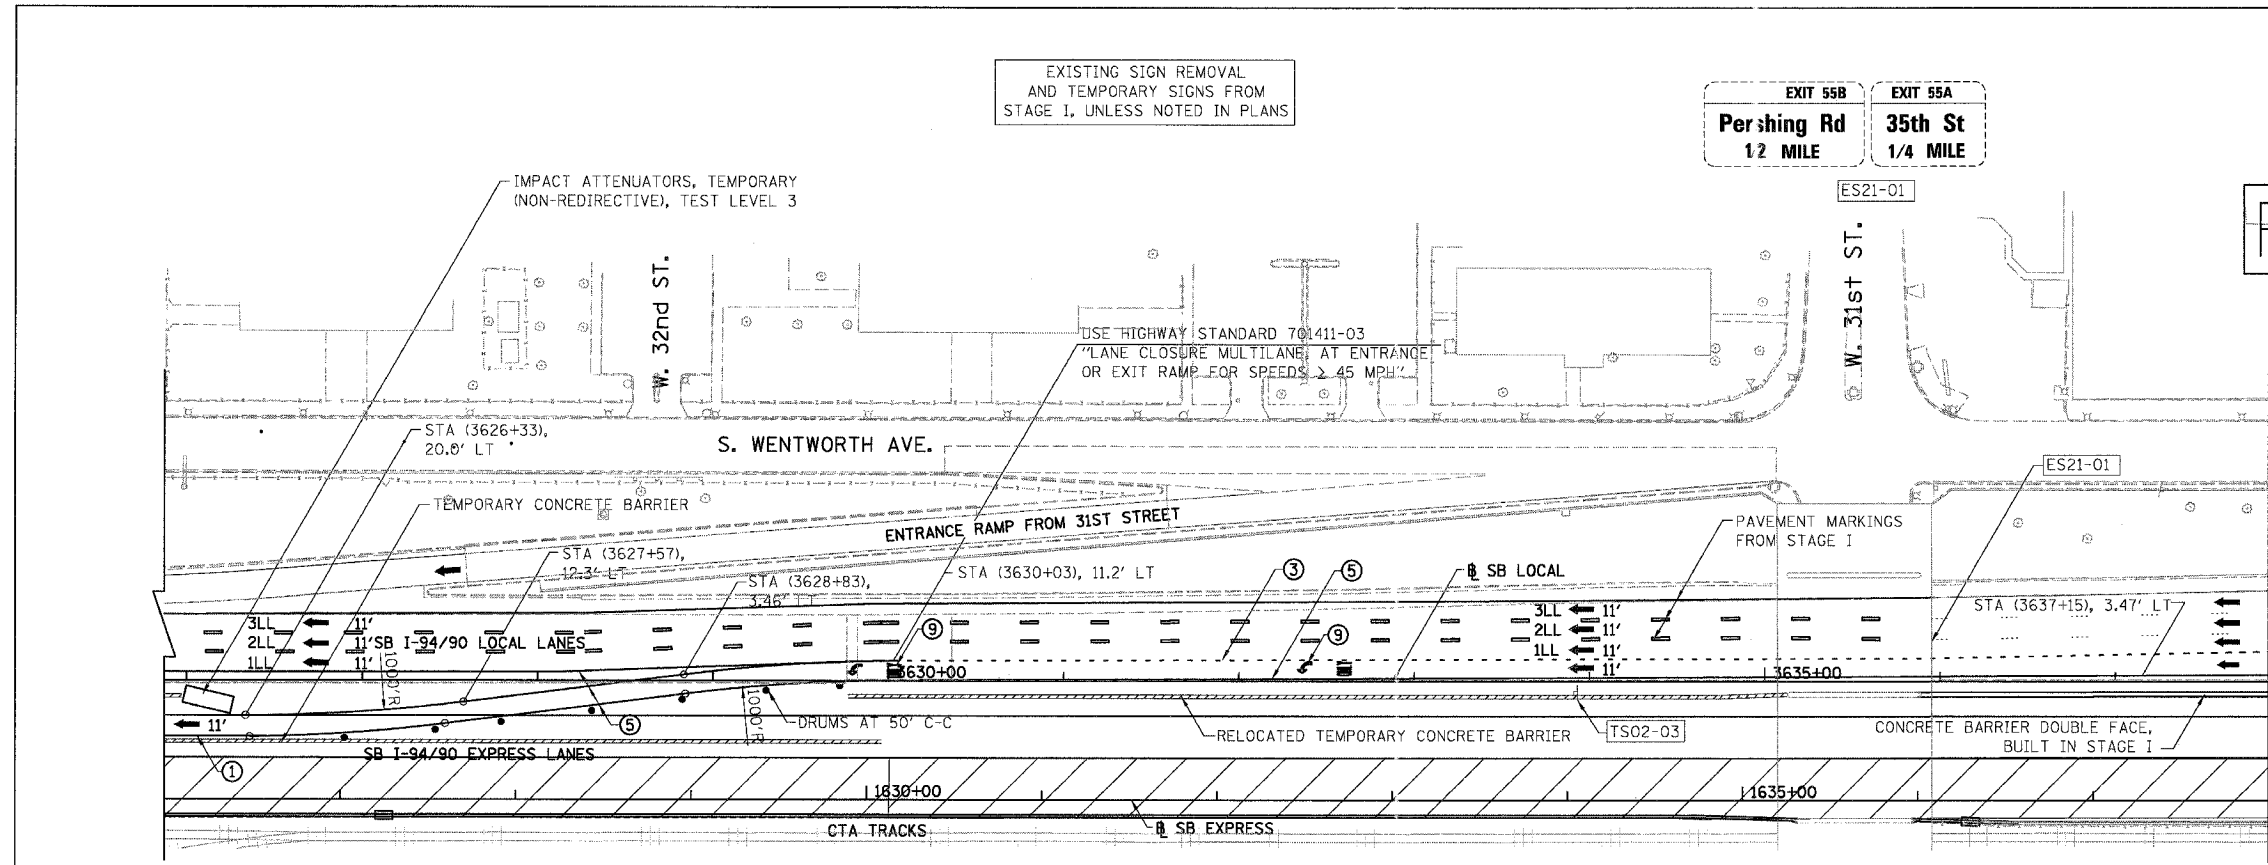 EXISTING SIGN REMOVAL
AND TEMPORARY SIGNS FROM
STAGE I, UNLESS NOTED IN PLANS
EXIT 55B
Pershing Rd
1/2 MILE
EXIT 55A
35th St
1/4 MILE
ES21-01
IMPACT ATTENUATORS, TEMPORARY
(NON-REDIRECTIVE), TEST LEVEL 3
W. 32nd ST.
W. 31st ST.
USE HIGHWAY STANDARD 701411-03
"LANE CLOSURE MULTILANE, AT ENTRANCE
OR EXIT RAMP FOR SPEEDS ≥ 45 MPH"
STA (3626+33),
20.0' LT
S. WENTWORTH AVE.
ES21-01
TEMPORARY CONCRETE BARRIER
ENTRANCE RAMP FROM 31ST STREET
PAVEMENT MARKINGS
FROM STAGE I
STA (3627+57),
12.3' LT
STA (3628+83),
3.46' LT
STA (3630+03), 11.2' LT
3
5
℄ SB LOCAL
STA (3637+15), 3.47' LT
3LL 11'
2LL 11'
1LL 11'
SB I-94/90 LOCAL LANES
9
9
3LL 11'
2LL 11'
1LL 11'
11'
1000'R
3630+00
3635+00
11'
5
1000'R
DRUMS AT 50' C-C
RELOCATED TEMPORARY CONCRETE BARRIER
TS02-03
CONCRETE BARRIER DOUBLE FACE,
BUILT IN STAGE I
SB I-94/90 EXPRESS LANES
1
1630+00
1635+00
CTA TRACKS
℄ SB EXPRESS